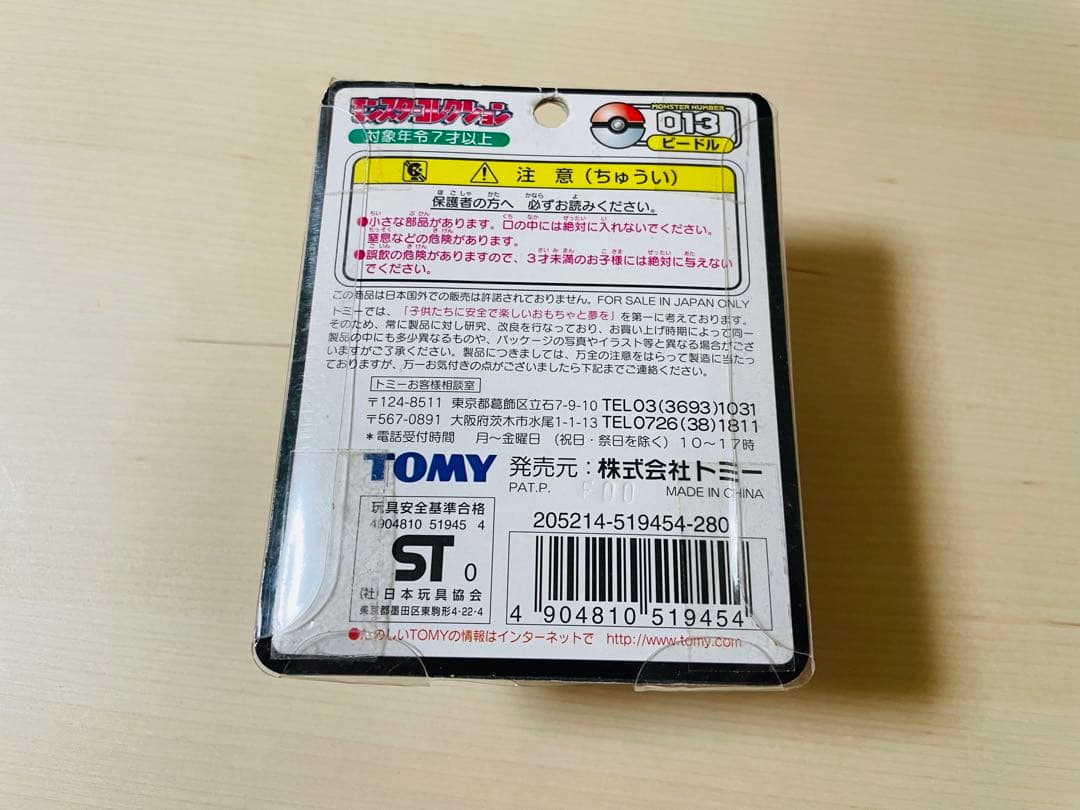 モンスターコレクション
対象年令7才以上
MONSTER NUMBER
013
ビードル
注 意（ちゅうい）
保護者の方へ 必ずお読みください。
●小さな部品があります。口の中には絶対に入れないでください。
窒息などの危険があります。
●誤飲の危険がありますので、3才未満のお子様には絶対に与えない
でください。
この商品は日本国外での販売は許諾されておりません。FOR SALE IN JAPAN ONLY
トミーでは、「子供たちに安全で楽しいおもちゃと夢を」を第一に考えております。
そのため、常に製品に対し研究、改良を行なっており、お買い上げ時期によって同一
製品の中にも多少異なるものや、パッケージの写真やイラスト等と異なる場合がござ
いますがご了承ください。製品につきましては、万全の注意をはらって製造に当たっ
ておりますが、万一お気付きの点がございましたら下記までご連絡ください。
トミーお客様相談室
〒124-8511 東京都葛飾区立石7-9-10 TEL03(3693)1031
〒567-0891 大阪府茨木市水尾1-1-13 TEL0726(38)1811
＊電話受付時間 月〜金曜日 （祝日・祭日を除く）10〜17時
TOMY 発売元：株式会社トミー
PAT.P. MADE IN CHINA
玩具安全基準合格
4904810 51945 4
ST 0
(社)日本玩具協会
東京都墨田区東駒形4-22-4
205214-519454-280
4 904810 519454
●たのしいTOMYの情報はインターネットで http://www.tomy.com